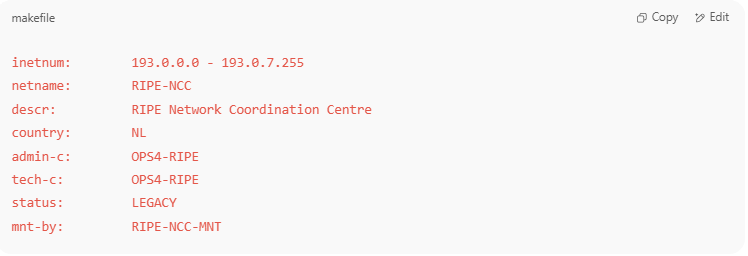 makefile
Copy
Edit
inetnum: 193.0.0.0 - 193.0.7.255
netname: RIPE-NCC
descr: RIPE Network Coordination Centre
country: NL
admin-c: OPS4-RIPE
tech-c: OPS4-RIPE
status: LEGACY
mnt-by: RIPE-NCC-MNT